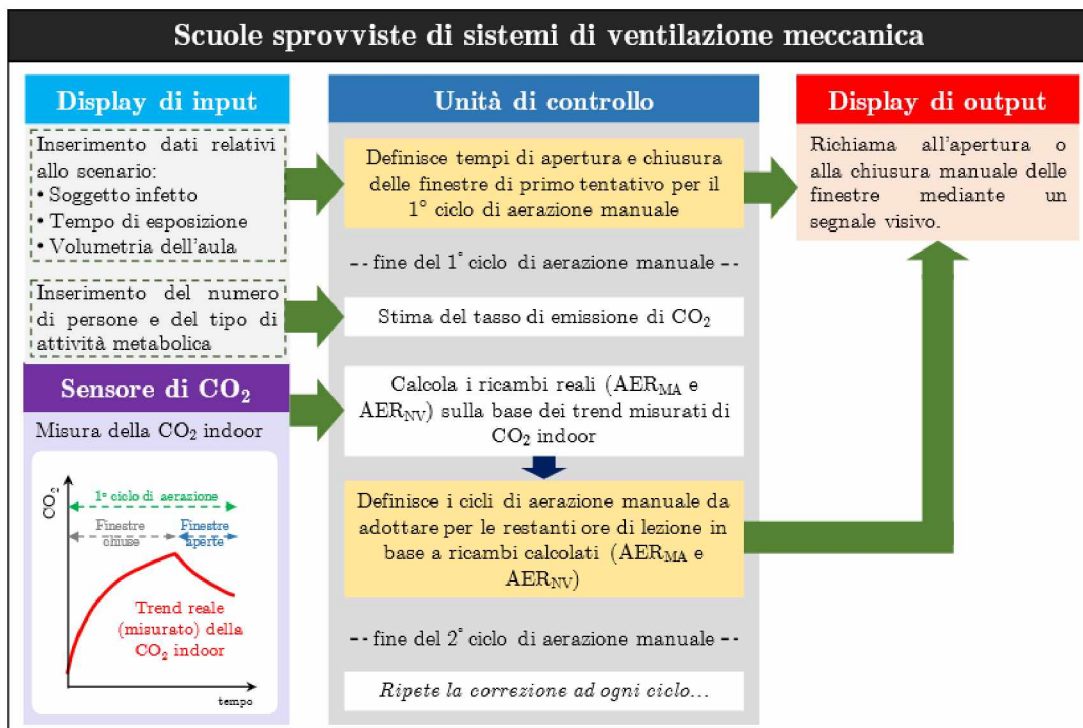 Scuole sprovviste di sistemi di ventilazione meccanica
Display di input
Inserimento dati relativi
allo scenario:
• Soggetto infetto
• Tempo di esposizione
• Volumetria dell'aula
Inserimento del numero
di persone e del tipo di
attività metabolica
Sensore di CO₂
Misura della CO₂ indoor
CO₂
1º ciclo di aerazione
Finestre
chiuse
Finestre
aperte
Trend reale
(misurato) della
CO₂ indoor
tempo
Unità di controllo
Definisce tempi di apertura e chiusura
delle finestre di primo tentativo per il
1° ciclo di aerazione manuale
--- fine del 1° ciclo di aerazione manuale ---
Stima del tasso di emissione di CO₂
Calcola i ricambi reali (AER_MA e
AER_NV) sulla base dei trend misurati di
CO₂ indoor
Definisce i cicli di aerazione manuale da
adottare per le restanti ore di lezione in
base a ricambi calcolati (AER_MA e
AER_NV)
--- fine del 2° ciclo di aerazione manuale ---
Ripete la correzione ad ogni ciclo...
Display di output
Richiama all'apertura o
alla chiusura manuale delle
finestre mediante un
segnale visivo.